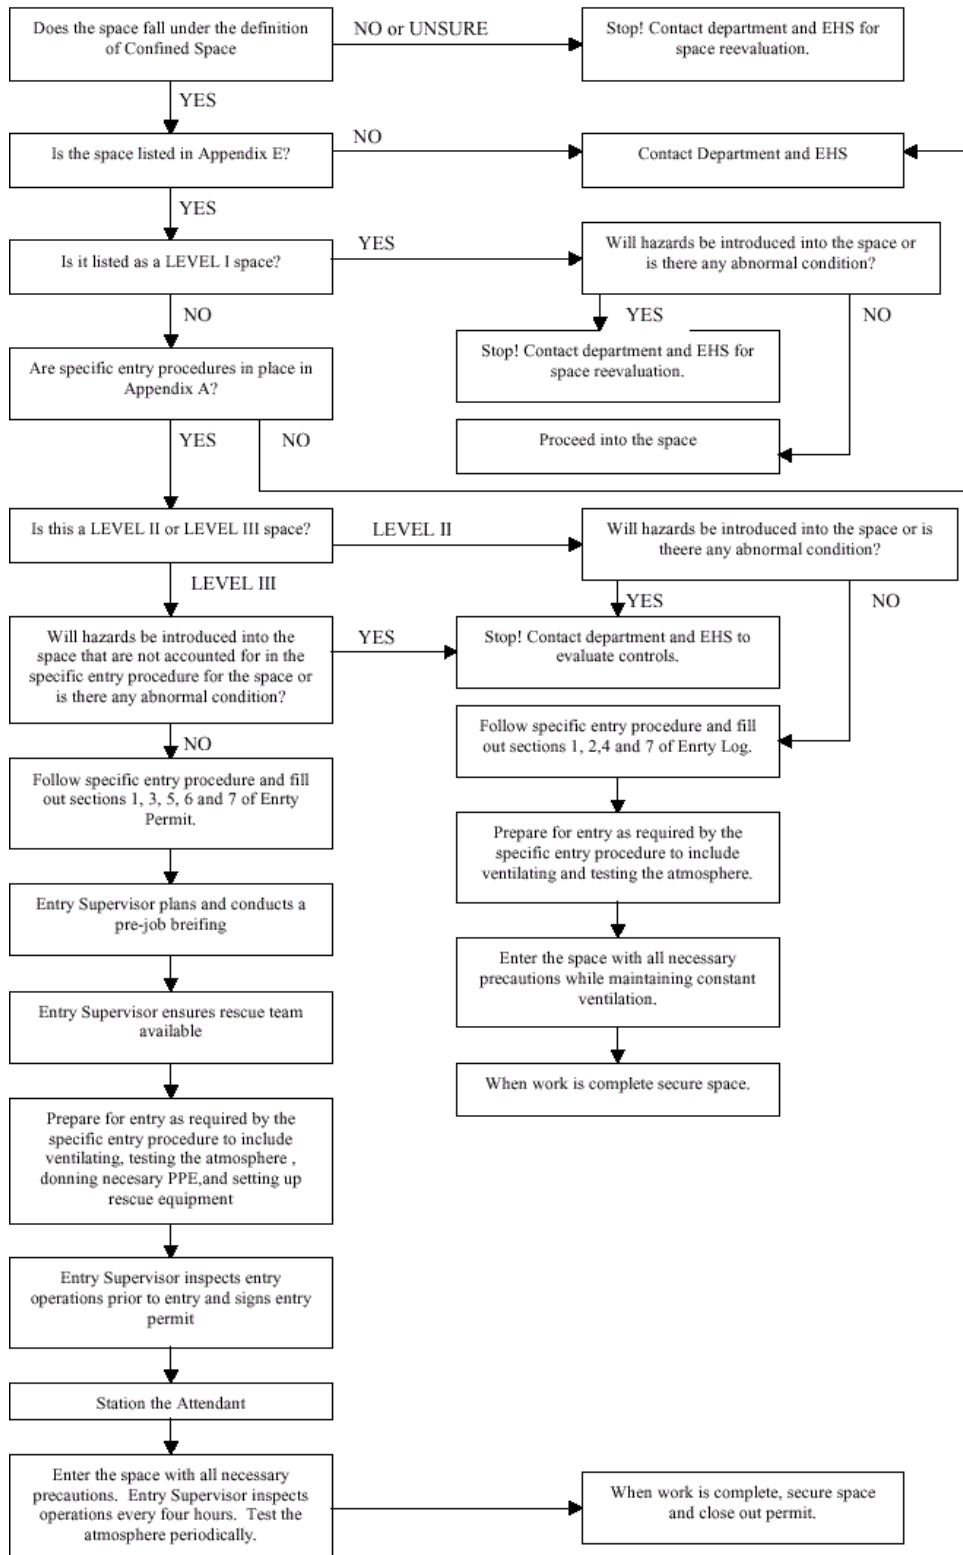 Does the space fall under the definition
of Confined Space
NO or UNSURE
Stop! Contact department and EHS for
space reevaluation.
YES
Is the space listed in Appendix E?
NO
Contact Department and EHS
YES
Is it listed as a LEVEL I space?
YES
Will hazards be introduced into the space or
is there any abnormal condition?
NO
YES
NO
Are specific entry procedures in place in
Appendix A?
Stop! Contact department and EHS for
space reevaluation.
YES
NO
Proceed into the space
Is this a LEVEL II or LEVEL III space?
LEVEL II
Will hazards be introduced into the space or is
theere any abnormal condition?
LEVEL III
YES
NO
Will hazards be introduced into the
space that are not accounted for in the
specific entry procedure for the space or
is there any abnormal condition?
YES
Stop! Contact department and EHS to
evaluate controls.
NO
Follow specific entry procedure and fill
out sections 1, 2,4 and 7 of Enrty Log.
Follow specific entry procedure and fill
out sections 1, 3, 5, 6 and 7 of Enrty
Permit.
Prepare for entry as required by the
specific entry procedure to include
ventilating and testing the atmosphere.
Entry Supervisor plans and conducts a
pre-job breifing
Enter the space with all necessary
precautions while maintaining constant
ventilation.
Entry Supervisor ensures rescue team
available
When work is complete secure space.
Prepare for entry as required by the
specific entry procedure to include
ventilating, testing the atmosphere ,
donning necesary PPE,and setting up
rescue equipment
Entry Supervisor inspects entry
operations prior to entry and signs entry
permit
Station the Attendant
Enter the space with all necessary
precautions.  Entry Supervisor inspects
operations every four hours.  Test the
atmosphere periodically.
When work is complete, secure space
and close out permit.